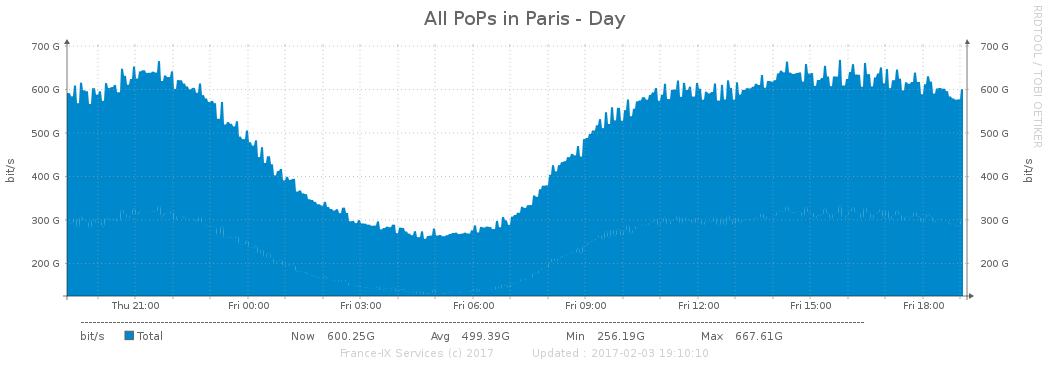 All PoPs in Paris - Day
RRDTOOL / TOBI OETIKER
bit/s
700 G
600 G
500 G
400 G
300 G
200 G
700 G
600 G
500 G
400 G
300 G
200 G
bit/s
Thu 21:00 Fri 00:00 Fri 03:00 Fri 06:00 Fri 09:00 Fri 12:00 Fri 15:00 Fri 18:00
bit/s Total Now 600.25G Avg 499.39G Min 256.19G Max 667.61G
France-IX Services (c) 2017 Updated : 2017-02-03 19:10:10